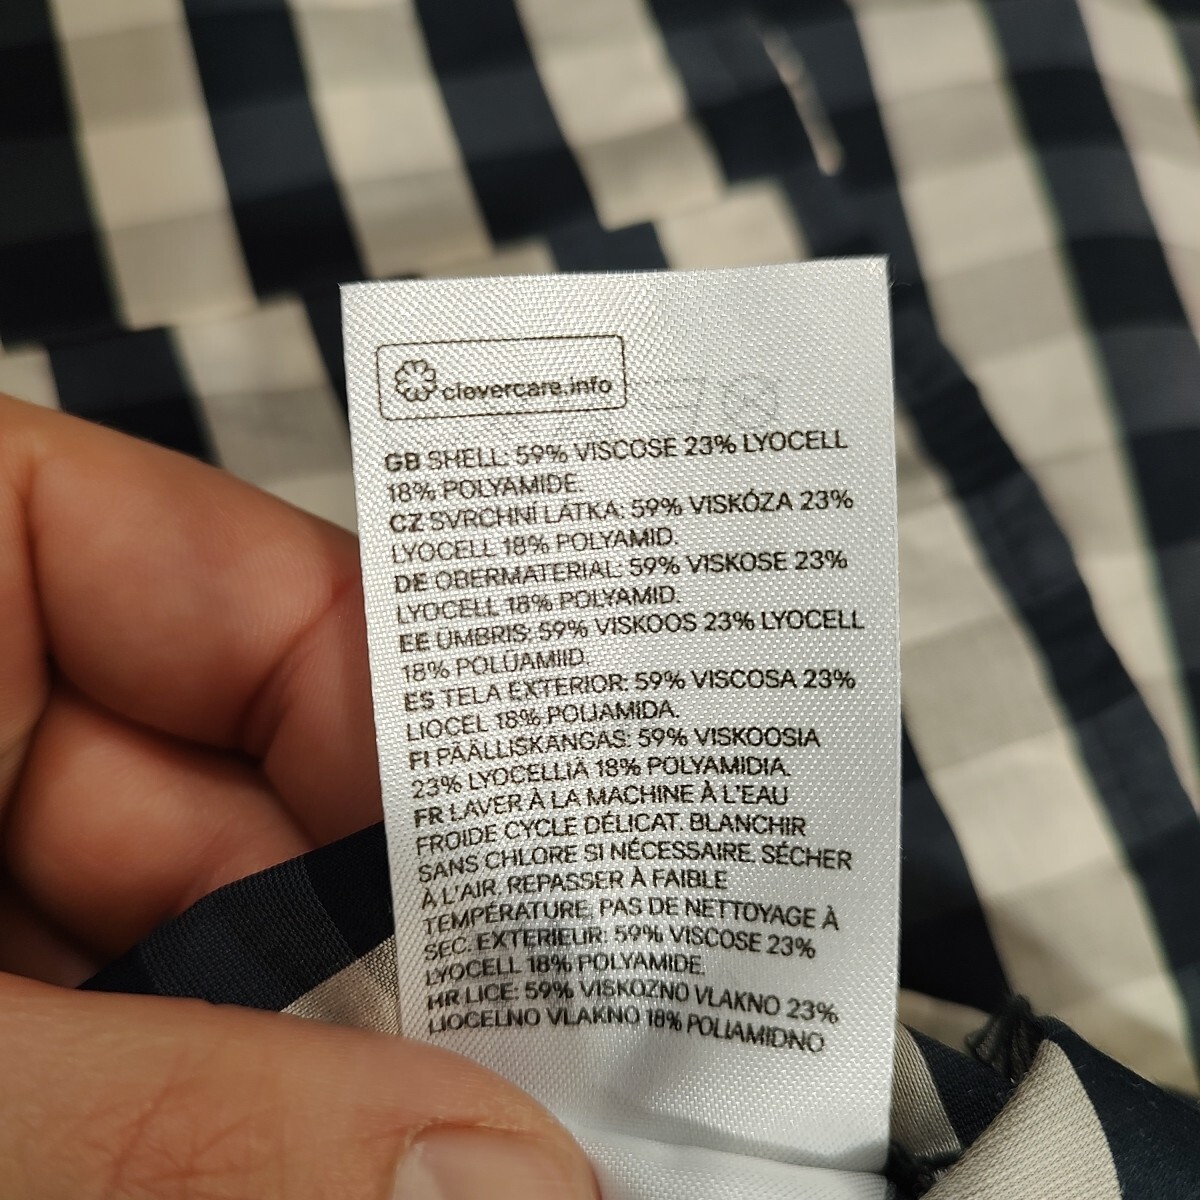 clevercare.info
GB SHELL: 59% VISCOSE 23% LYOCELL
18% POLYAMIDE.
CZ SVRCHNÍ LÁTKA: 59% VISKÓZA 23%
LYOCELL 18% POLYAMID.
DE OBERMATERIAL: 59% VISKOSE 23%
LYOCELL 18% POLYAMID.
EE ÜMBRIS: 59% VISKOOS 23% LYOCELL
18% POLÜAMIID.
ES TELA EXTERIOR: 59% VISCOSA 23%
LIOCEL 18% POLIAMIDA.
FI PÄÄLLISKANGAS: 59% VISKOOSIA
23% LYOCELLIÄ 18% POLYAMIDIA.
FR LAVER À LA MACHINE À L'EAU
FROIDE CYCLE DÉLICAT. BLANCHIR
SANS CHLORE SI NÉCESSAIRE. SÉCHER
À L'AIR. REPASSER À FAIBLE
TEMPÉRATURE. PAS DE NETTOYAGE À
SEC. EXTÉRIEUR: 59% VISCOSE 23%
LYOCELL 18% POLYAMIDE.
HR LICE: 59% VISKOZNO VLAKNO 23%
LIOCELNO VLAKNO 18% POLIAMIDNO